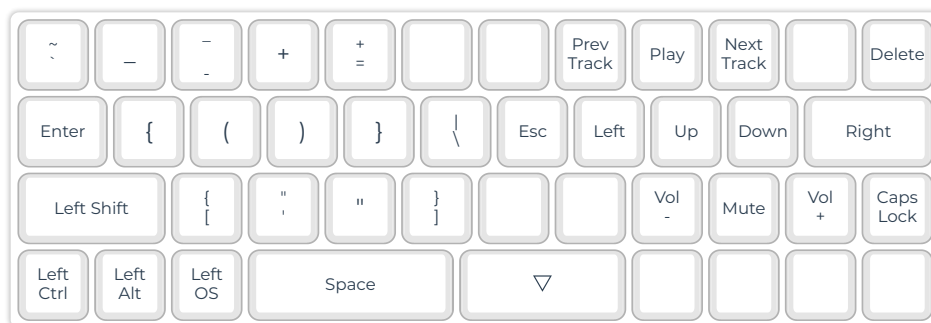 ~
`
_
_
-
+
+
=
Prev
Track
Play
Next
Track
Delete
Enter
{
(
)
}
|
\
Esc
Left
Up
Down
Right
Left Shift
{
[
"
'
"
}
]
Vol
-
Mute
Vol
+
Caps
Lock
Left
Ctrl
Left
Alt
Left
OS
Space
▽